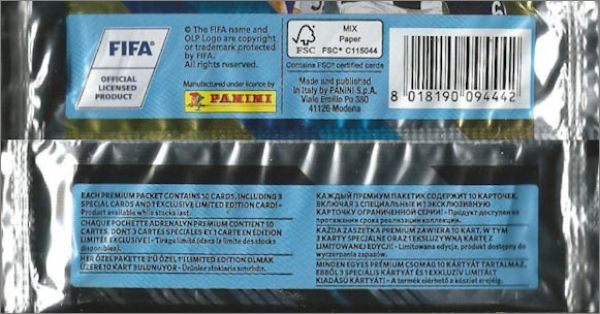 FIFA®
OFFICIAL
LICENSED
PRODUCT
© The FIFA name and
OLP Logo are copyright
or trademark protected
by FIFA.
All rights reserved.
Manufactured under licence by
PANINI
FSC
MIX
Paper
FSC® C115044
Contains FSC® certified cards
Made and published
in Italy by PANINI S.p.A.
Viale Emilio Po 380
41126 Modena
8 018190 094442
EACH PREMIUM PACKET CONTAINS 10 CARDS, INCLUDING 3
SPECIAL CARDS AND 1 EXCLUSIVE LIMITED EDITION CARD! •
Product available while stocks last.
CHAQUE POCHETTE ADRENALYN PREMIUM CONTIENT 10
CARTES, DONT 3 CARTES SPECIALES ET 1 CARTE EN EDITION
LIMITÉE EXCLUSIVE! • Tirage limité (dans la limite des stocks
disponibles).
HER ÖZEL PAKETTE 3'Ü ÖZEL 1'İ LIMITED EDITION OLMAK
ÜZERE 10 KART BULUNUYOR • Ürünler stoklarla sınırlıdır.
КАЖДЫЙ ПРЕМИУМ ПАКЕТИК СОДЕРЖИТ 10 КАРТОЧЕК,
ВКЛЮЧАЯ 3 СПЕЦИАЛЬНЫЕ И 1 ЭКСКЛЮЗИВНУЮ
КАРТОЧКУ ОГРАНИЧЕННОЙ СЕРИИ! • Продукт доступен на
протяжении срока реализации коллекции.
KAŻDA ZASZETKA PREMIUM ZAWIERA 10 KART, W TYM
3 KARTY SPECJALNE ORAZ 1 EKSLUZYWNĄ KARTĘ Z
LIMITOWANEJ EDYCJI! • Limitowana edycja, produkt dostępny do
wyczerpania zapasów.
MINDEN EGYES PRÉMIUM CSOMAG 10 KÁRTYÁT TARTALMAZ,
EBBŐL 3 SPECIÁLIS KÁRTYÁT ÉS 1 EXKLUZÍV LIMITÁLT
KIADÁSÚ KÁRTYÁT! • A termék elérhető a készlet erejéig.